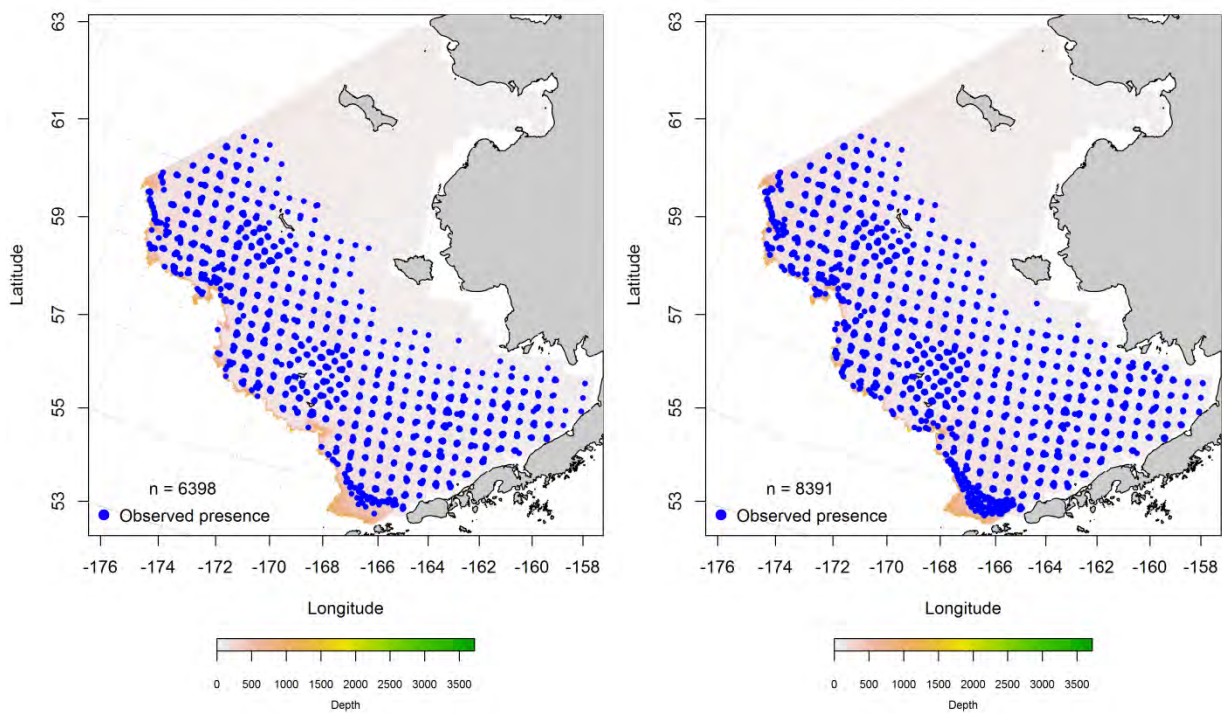 63
61
59
57
55
53
Latitude
n = 6398
Observed presence
-176 -174 -172 -170 -168 -166 -164 -162 -160 -158
Longitude
0 500 1000 1500 2000 2500 3000 3500
Depth
63
61
59
57
55
53
Latitude
n = 8391
Observed presence
-176 -174 -172 -170 -168 -166 -164 -162 -160 -158
Longitude
0 500 1000 1500 2000 2500 3000 3500
Depth